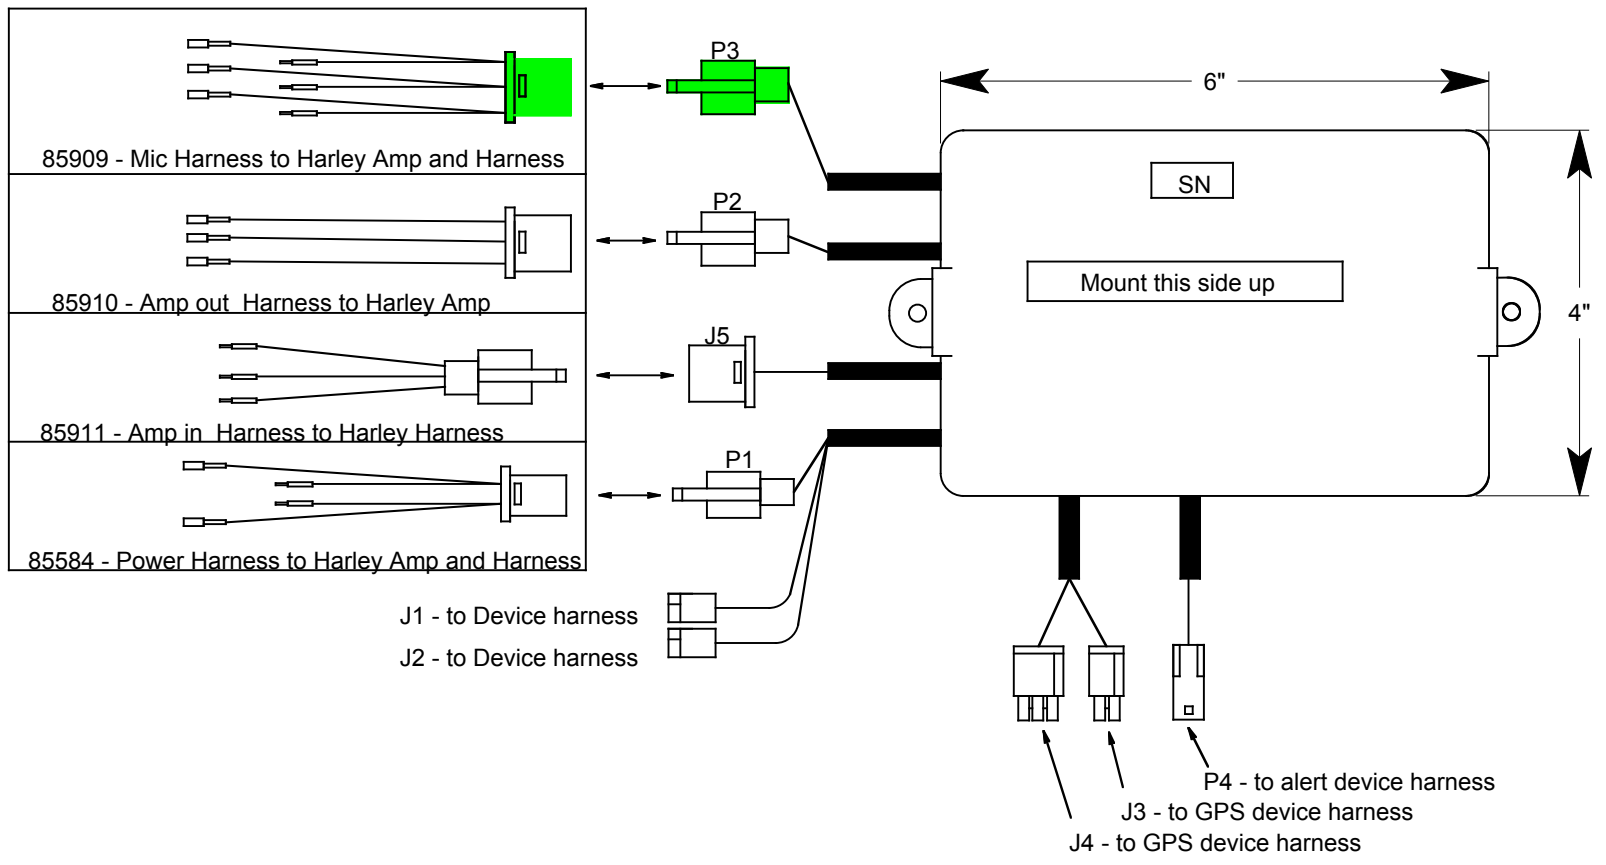 P3
6"
85909 - Mic Harness to Harley Amp and Harness
SN
P2
Mount this side up
85910 - Amp out Harness to Harley Amp
4"
J5
85911 - Amp in Harness to Harley Harness
P1
85584 - Power Harness to Harley Amp and Harness
J1 - to Device harness
J2 - to Device harness
P4 - to alert device harness
J3 - to GPS device harness
J4 - to GPS device harness